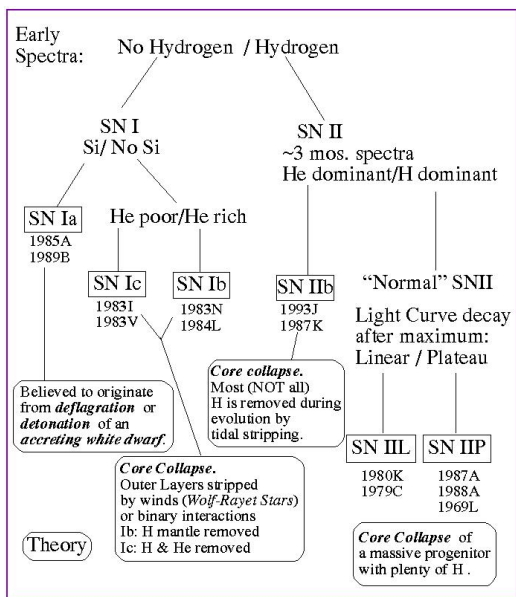 Early
Spectra:
No Hydrogen / Hydrogen
SN I
Si/ No Si
SN II
~3 mos. spectra
He dominant/H dominant
SN Ia
1985A
1989B
He poor/He rich
SN Ic
1983I
1983V
SN Ib
1983N
1984L
SN IIb
1993J
1987K
“Normal” SNII
Light Curve decay
after maximum:
Linear / Plateau
Believed to originate
from deflagration or
detonation of an
accreting white dwarf.
Core collapse.
Most (NOT all)
H is removed during
evolution by
tidal stripping.
SN IIL
1980K
1979C
SN IIP
1987A
1988A
1969L
Core Collapse.
Outer Layers stripped
by winds (Wolf-Rayet Stars)
or binary interactions
Ib: H mantle removed
Ic: H & He removed
Core Collapse of
a massive progenitor
with plenty of H .
Theory